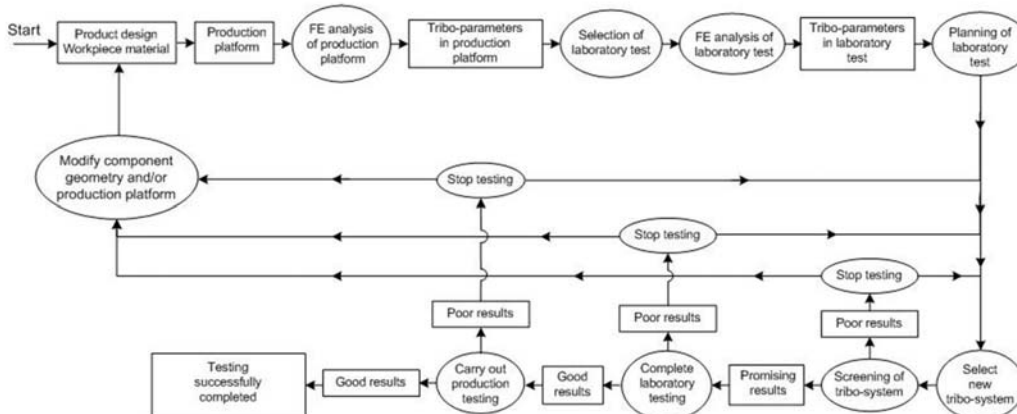 Start
Product design
Workpiece material
Production
platform
FE analysis
of production
platform
Tribo-parameters
in production
platform
Selection of
laboratory test
FE analysis of
laboratory test
Tribo-parameters
in laboratory
test
Planning of
laboratory
test
Modify component
geometry and/or
production platform
Stop testing
Stop testing
Stop testing
Poor results
Poor results
Poor results
Testing
successfully
completed
Good results
Carry out
production
testing
Good
results
Complete
laboratory
testing
Promising
results
Screening of
tribo-system
Select
new
tribo-system